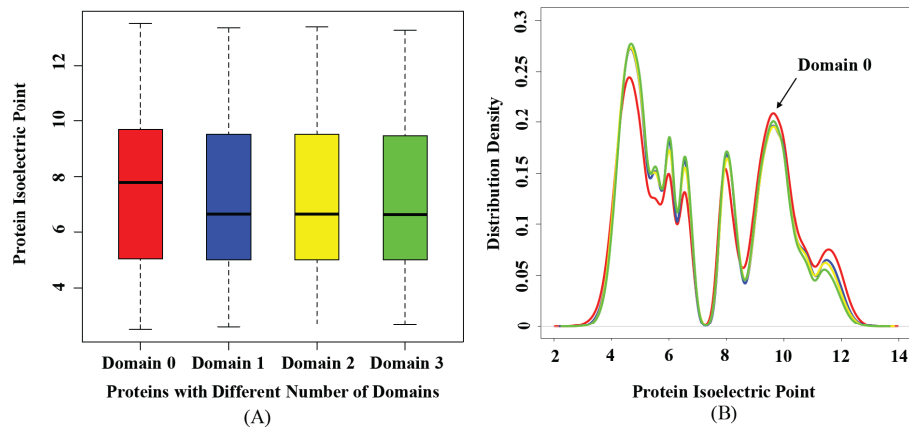 Protein Isoelectric Point
12
10
8
6
4
Domain 0 Domain 1 Domain 2 Domain 3
Proteins with Different Number of Domains
(A)
Distribution Density
0.3
0.25
0.2
0.15
0.1
0.05
0
Domain 0
2 4 6 8 10 12 14
Protein Isoelectric Point
(B)